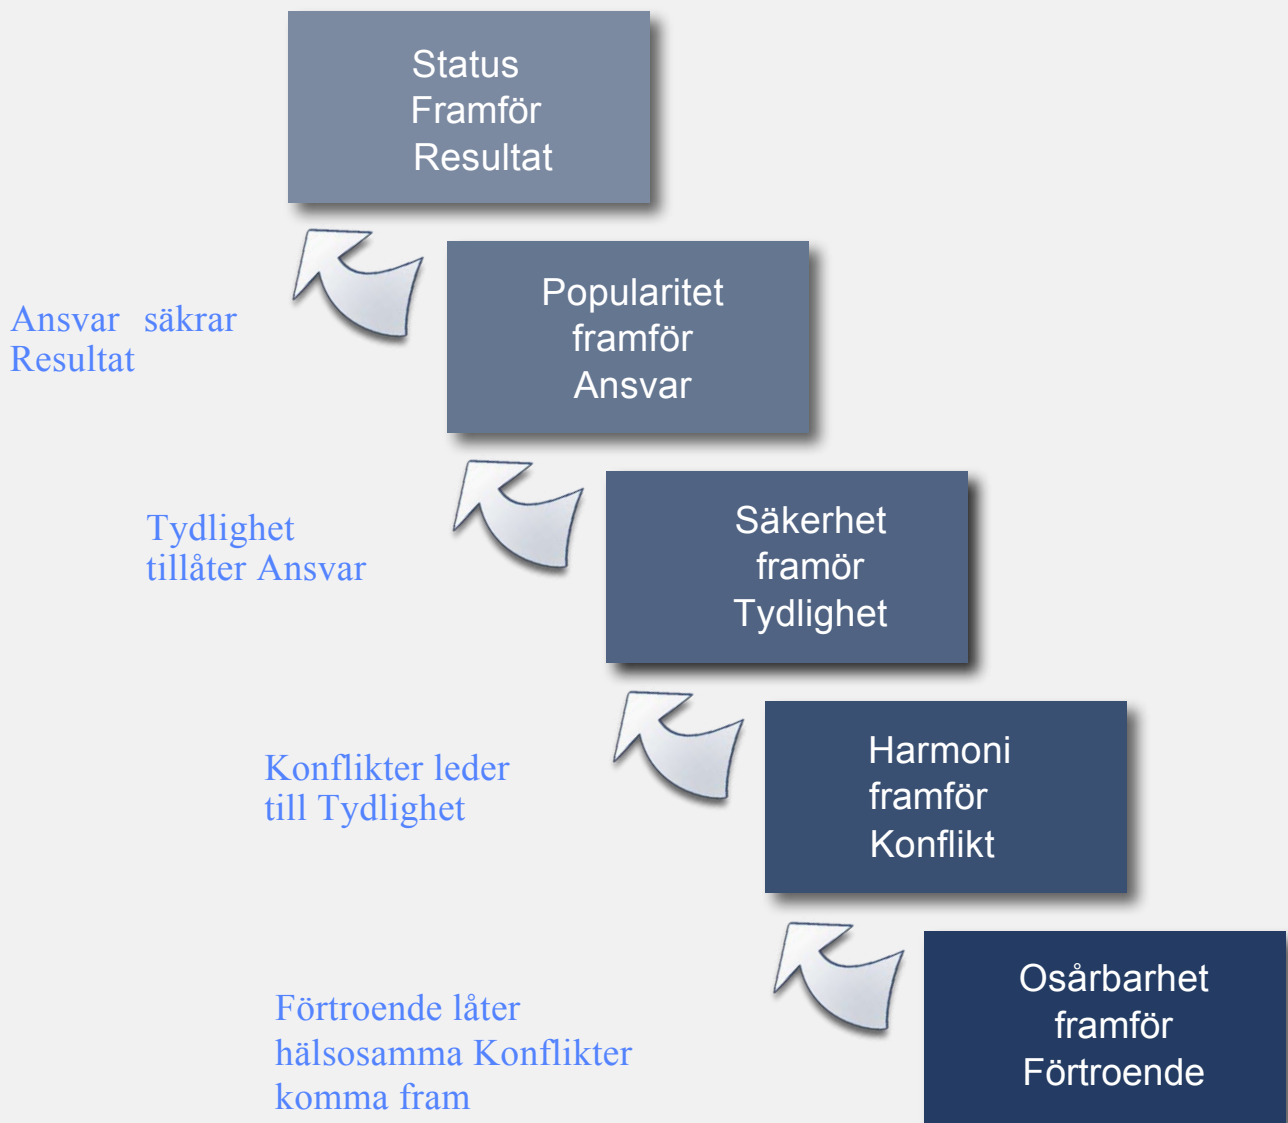 Status
Framför
Resultat
Ansvar säkrar
Resultat
Popularitet
framför
Ansvar
Tydlighet
tillåter Ansvar
Säkerhet
framör
Tydlighet
Konflikter leder
till Tydlighet
Harmoni
framför
Konflikt
Förtroende låter
hälsosamma Konflikter
komma fram
Osårbarhet
framför
Förtroende